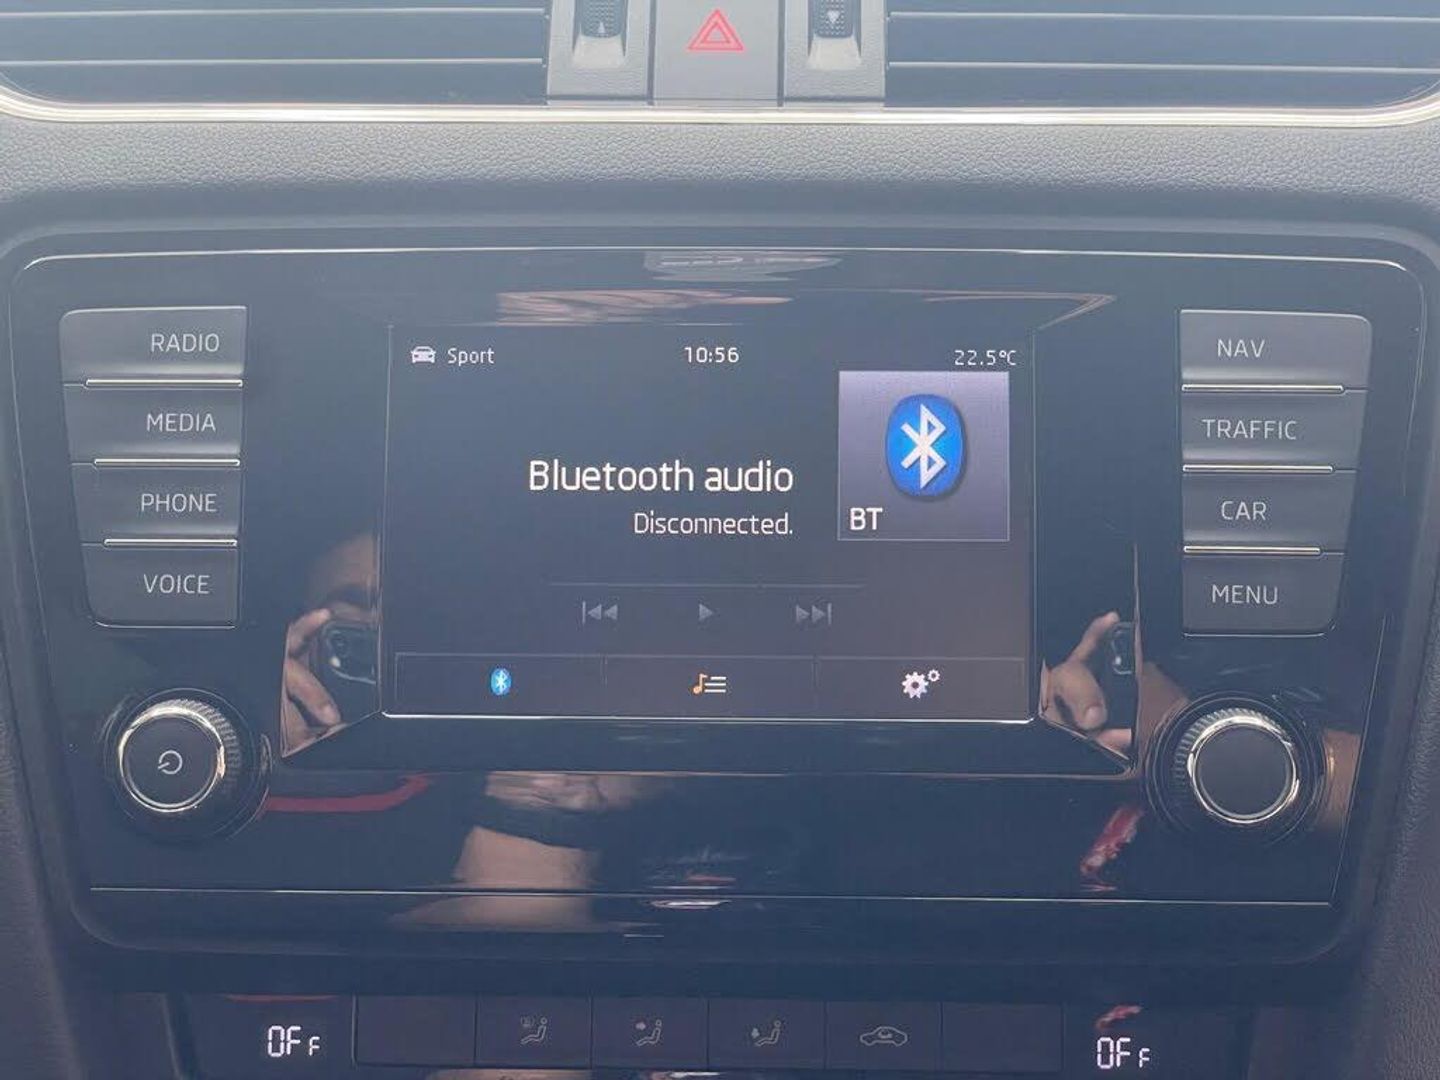 RADIO
MEDIA
PHONE
VOICE
Sport
10:56
22.5°C
Bluetooth audio
Disconnected.
BT
NAV
TRAFFIC
CAR
MENU
OFF
OFF